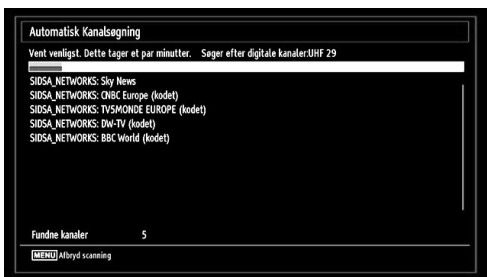 Automatisk Kanalsøgning
Vent venligst. Dette tager et par minutter. Søger efter digitale kanaler:UHF 29
SIDSA_NETWORKS: Sky News
SIDSA_NETWORKS: CNBC Europe (kodet)
SIDSA_NETWORKS: TV5MONDE EUROPE (kodet)
SIDSA_NETWORKS: DW-TV (kodet)
SIDSA_NETWORKS: BBC World (kodet)
Fundne kanaler 5
MENU Afbryd scanning